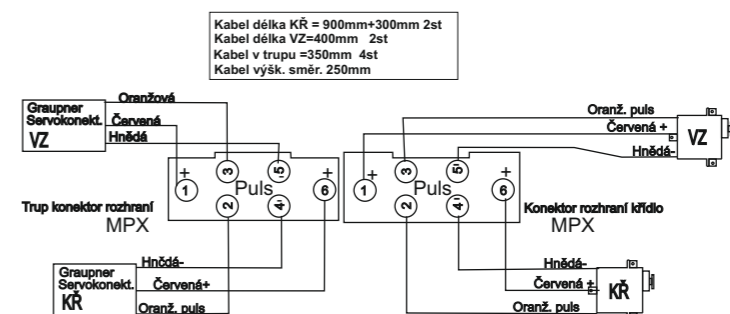 Kabel délka KŘ = 900mm+300mm 2st
Kabel délka VZ=400mm 2st
Kabel v trupu =350mm 4st
Kabel výšk. směr. 250mm
Graupner
Servokonekt.
VZ
Oranžová
Červená
Hnědá
Oranž. puls
Červená +
Hnědá-
VZ
+
1
3
Puls
5-
+
6
2
4-
+
1
3
Puls
5-
+
6
2
4-
Trup konektor rozhraní
MPX
Konektor rozhraní křídlo
MPX
Graupner
Servokonekt.
KŘ
Hnčdá-
Červená+
Oranž. puls
Hnědá-
Červená +
Oranž. puls
KŘ